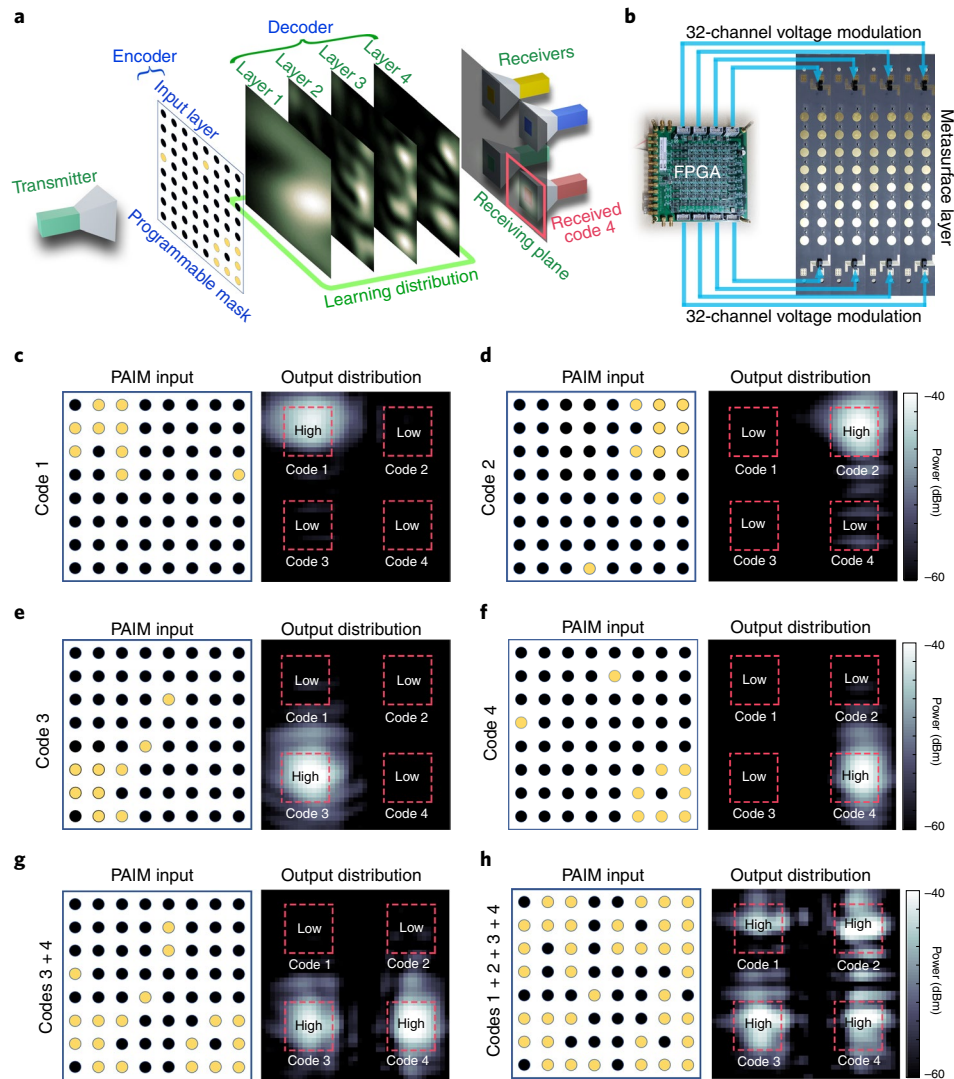 a
Encoder
Decoder
Input layer
Layer 1
Layer 2
Layer 3
Layer 4
Receivers
Transmitter
Programmable mask
Learning distribution
Receiving plane
Received
code 4
b
32-channel voltage modulation
FPGA
Metasurface layer
32-channel voltage modulation
c
PAIM input
Output distribution
Code 1
High
Low
Code 1
Code 2
Low
Low
Code 3
Code 4
d
PAIM input
Output distribution
Code 2
Low
High
Code 1
Code 2
Low
Low
Code 3
Code 4
–40
Power (dBm)
–60
e
PAIM input
Output distribution
Code 3
Low
Low
Code 1
Code 2
High
Low
Code 3
Code 4
f
PAIM input
Output distribution
Code 4
Low
Low
Code 1
Code 2
Low
High
Code 3
Code 4
–40
Power (dBm)
–60
g
PAIM input
Output distribution
Codes 3 + 4
Low
Low
Code 1
Code 2
High
High
Code 3
Code 4
h
PAIM input
Output distribution
Codes 1 + 2 + 3 + 4
High
High
Code 1
Code 2
High
High
Code 3
Code 4
–40
Power (dBm)
–60